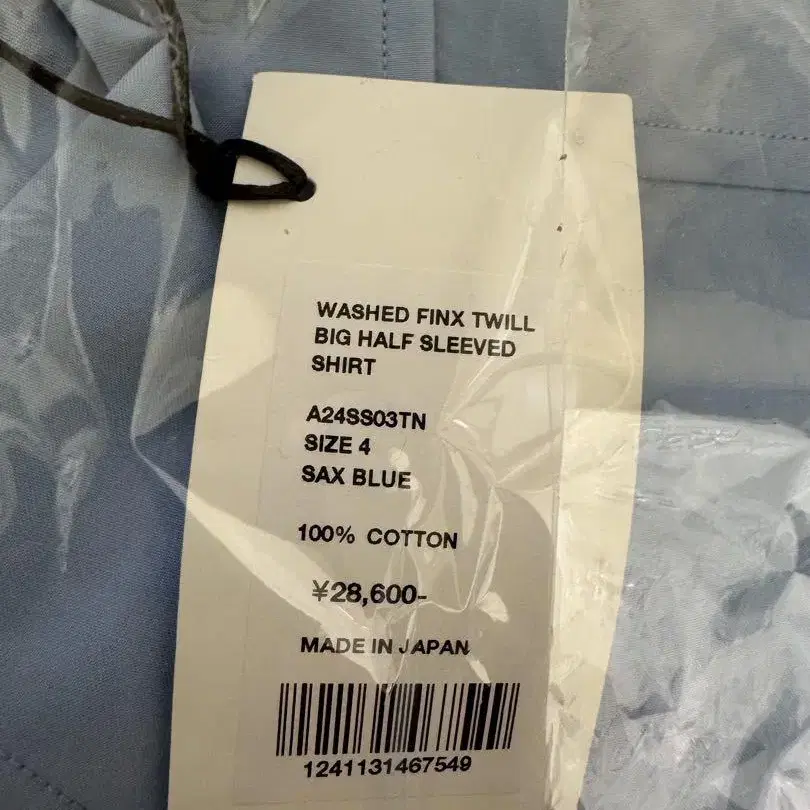 WASHED FINX TWILL
BIG HALF SLEEVED
SHIRT
A24SS03TN
SIZE 4
SAX BLUE
100% COTTON
¥28,600-
MADE IN JAPAN
1241131467549